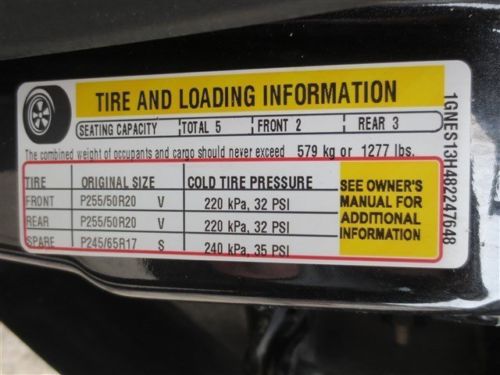 TIRE AND LOADING INFORMATION
SEATING CAPACITY TOTAL 5 FRONT 2 REAR 3
The combined weight of occupants and cargo should never exceed 579 kg or 1277 lbs.
TIRE ORIGINAL SIZE COLD TIRE PRESSURE
FRONT P255/50R20 V 220 kPa, 32 PSI
REAR P255/50R20 V 220 kPa, 32 PSI
SPARE P245/65R17 S 240 kPa, 35 PSI
SEE OWNER'S
MANUAL FOR
ADDITIONAL
INFORMATION
1GNES13H482247648